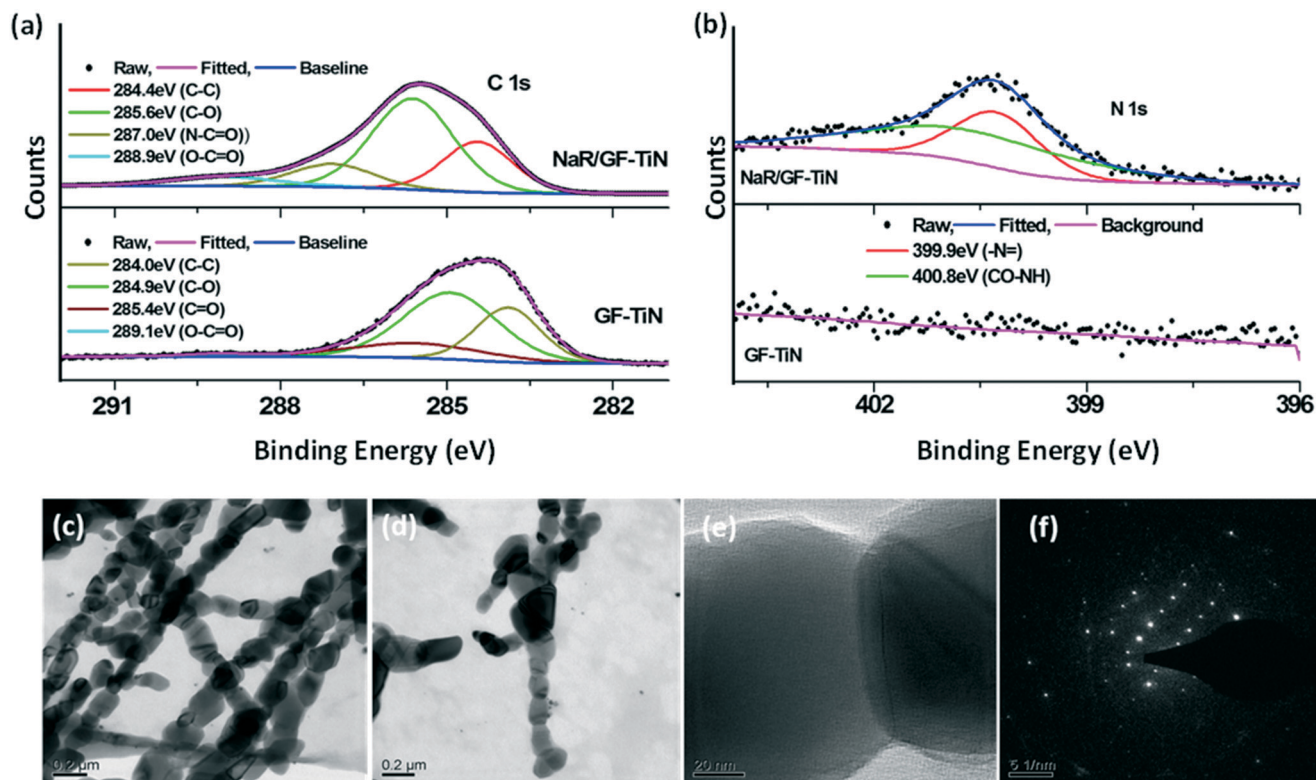 (a)
Raw, Fitted, Baseline
C 1s
284.4eV (C-C)
285.6eV (C-O)
287.0eV (N-C=O))
288.9eV (O-C=O)
NaR/GF-TiN
Counts
Raw, Fitted, Baseline
284.0eV (C-C)
284.9eV (C-O)
285.4eV (C=O)
289.1eV (O-C=O)
GF-TiN
291 288 285 282
Binding Energy (eV)
(b)
N 1s
NaR/GF-TiN
Counts
Raw, Fitted, Background
399.9eV (-N=)
400.8eV (CO-NH)
GF-TiN
402 399 396
Binding Energy (eV)
(c)
0.2 μm
(d)
0.2 μm
(e)
20 nm
(f)
5 1/nm